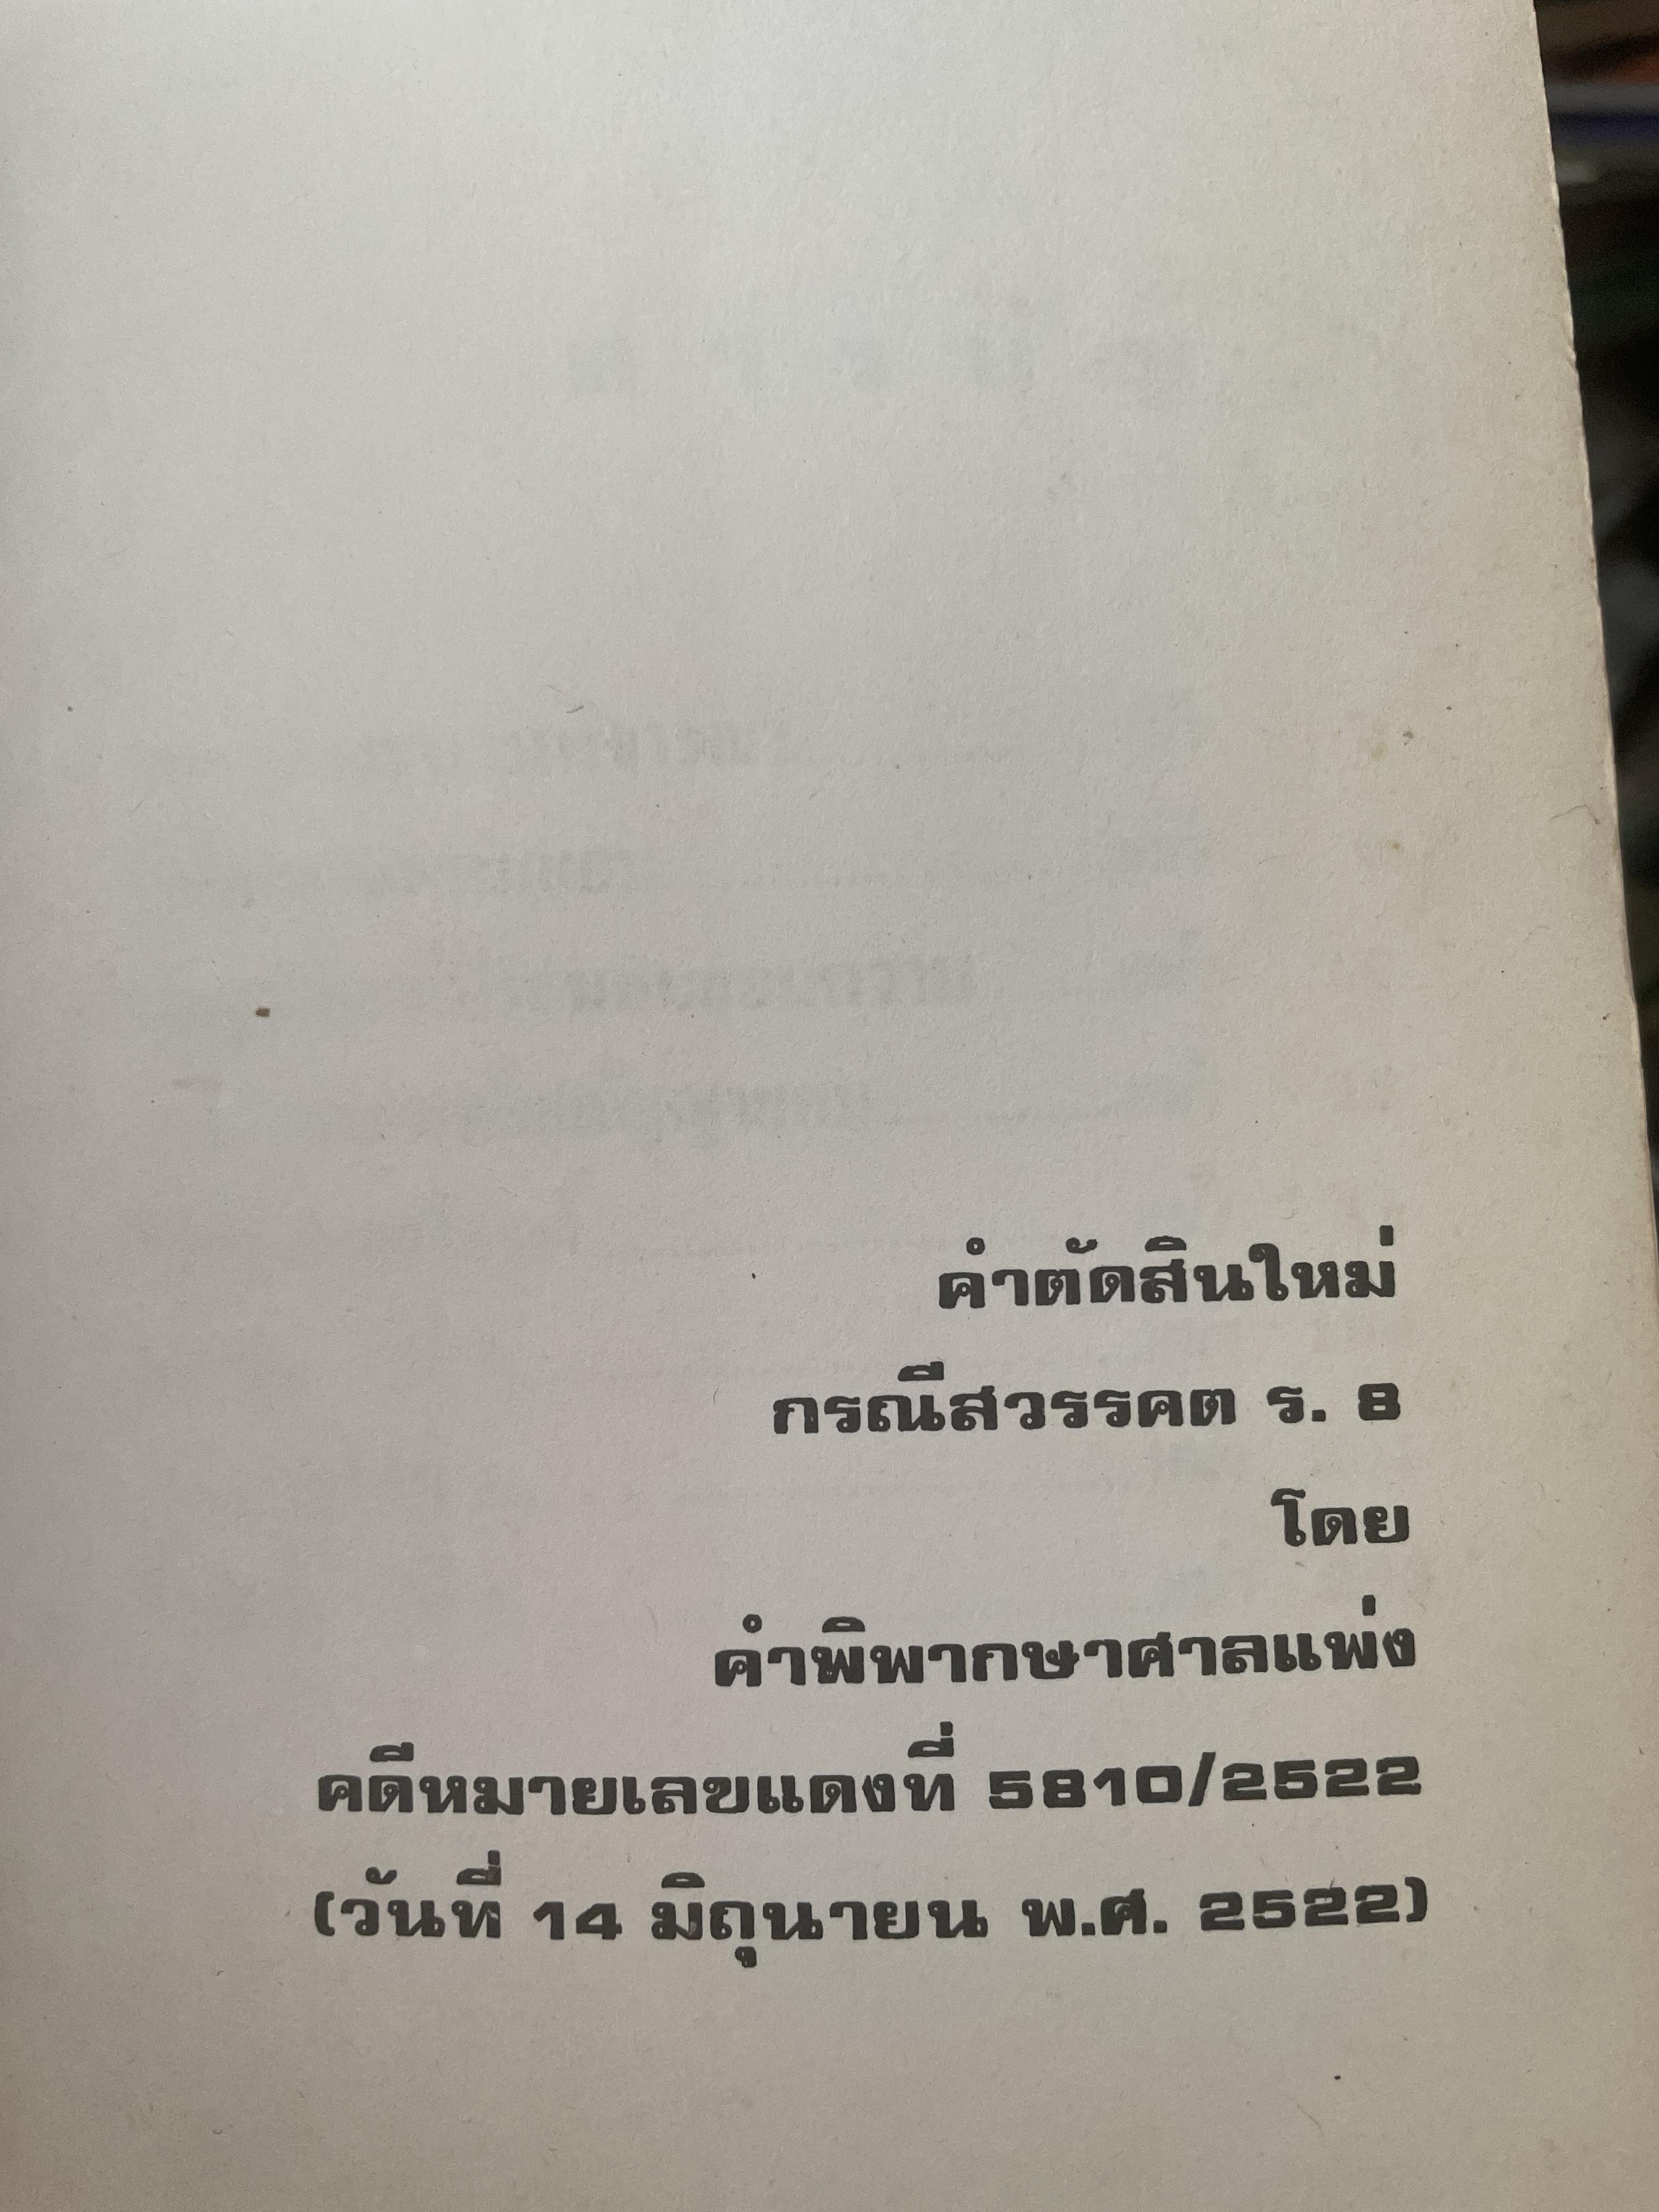 คำตัดสินใหม่
กรณีสวรรคต ร. 8
โดย
คำพิพากษาศาลแพ่ง
คดีหมายเลขแดงที่ 5810/2522
(วันที่ 14 มิถุนายน พ.ศ. 2522)